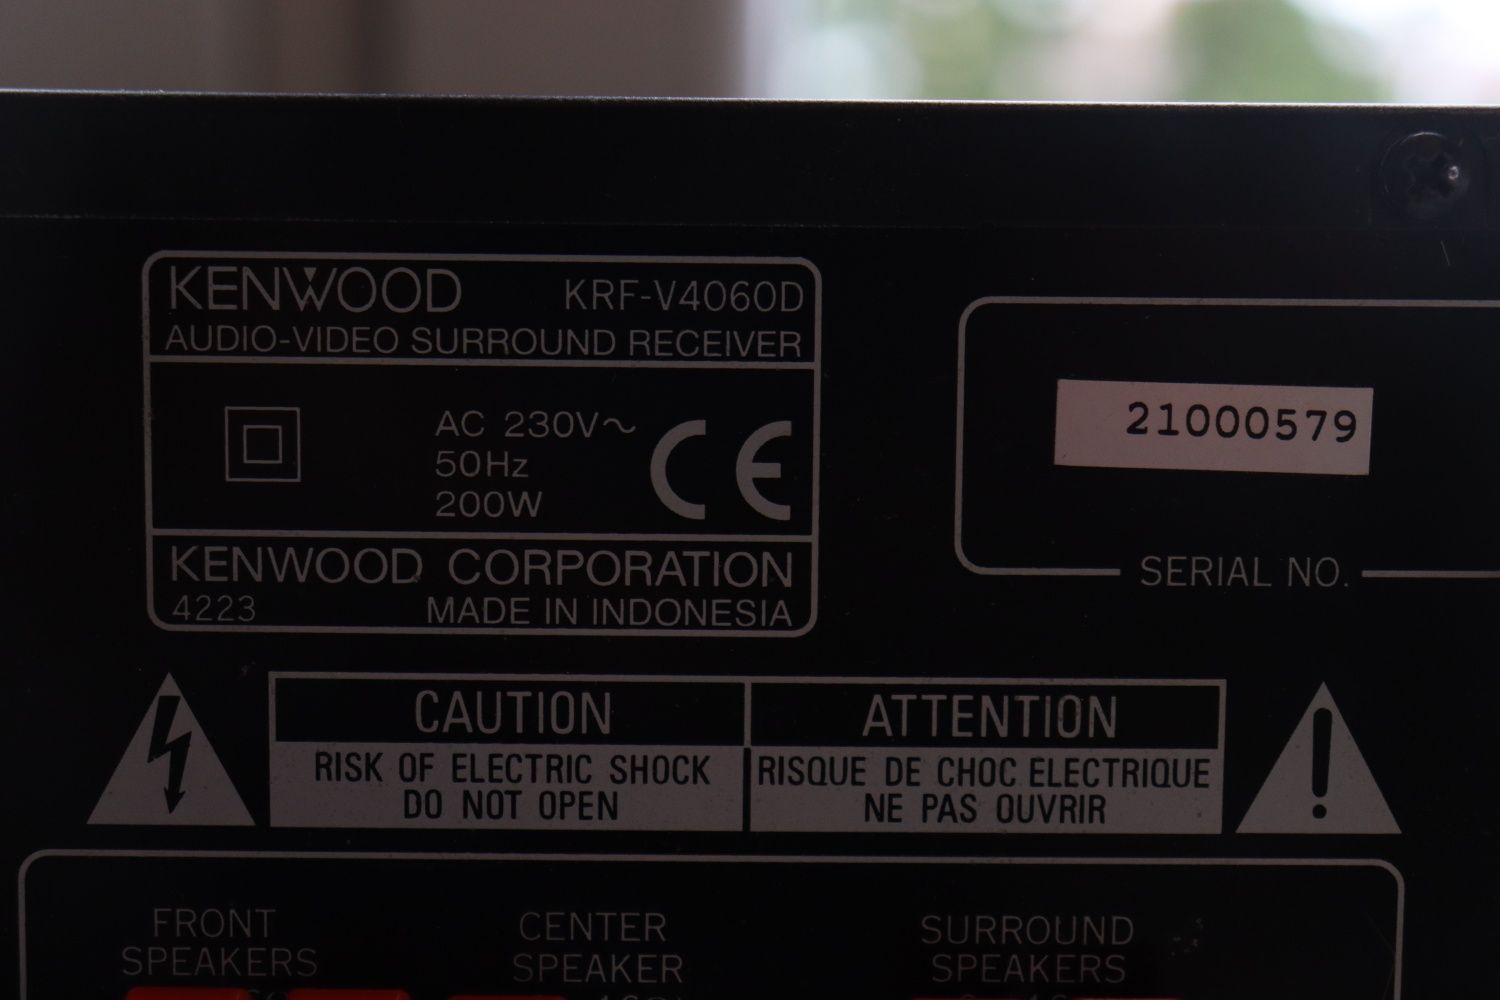 KENWOOD KRF-V4060D
AUDIO-VIDEO SURROUND RECEIVER
AC 230V~
50Hz
200W
CE
KENWOOD CORPORATION
4223 MADE IN INDONESIA
21000579
SERIAL NO.
CAUTION
RISK OF ELECTRIC SHOCK
DO NOT OPEN
ATTENTION
RISQUE DE CHOC ELECTRIQUE
NE PAS OUVRIR
FRONT
SPEAKERS
CENTER
SPEAKER
SURROUND
SPEAKERS